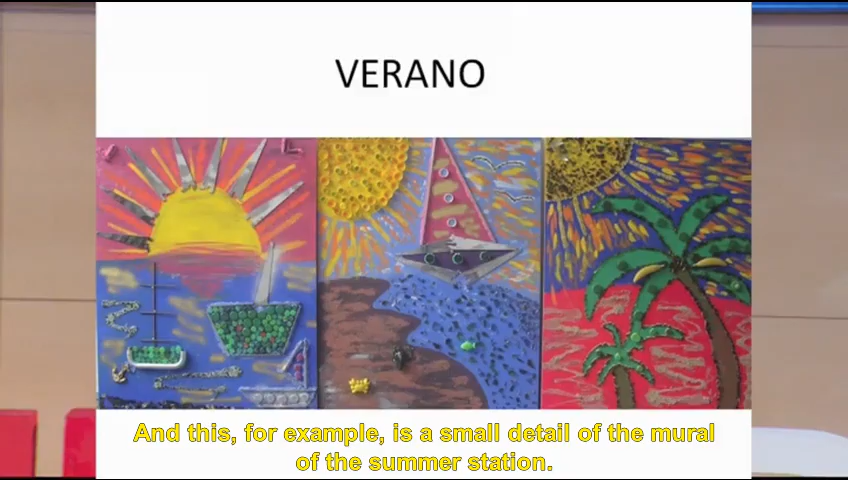 VERANO
And this, for example, is a small detail of the mural
of the summer station.